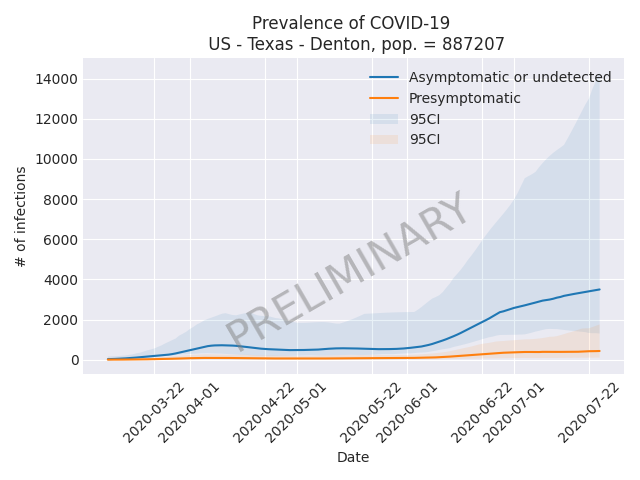 Prevalence of COVID-19
US - Texas - Denton, pop. = 887207
14000
12000
10000
8000
6000
4000
2000
0
# of infections
Asymptomatic or undetected
Presymptomatic
95CI
95CI
PRELIMINARY
2020-03-22
2020-04-01
2020-04-22
2020-05-01
2020-05-22
2020-06-01
2020-06-22
2020-07-01
2020-07-22
Date